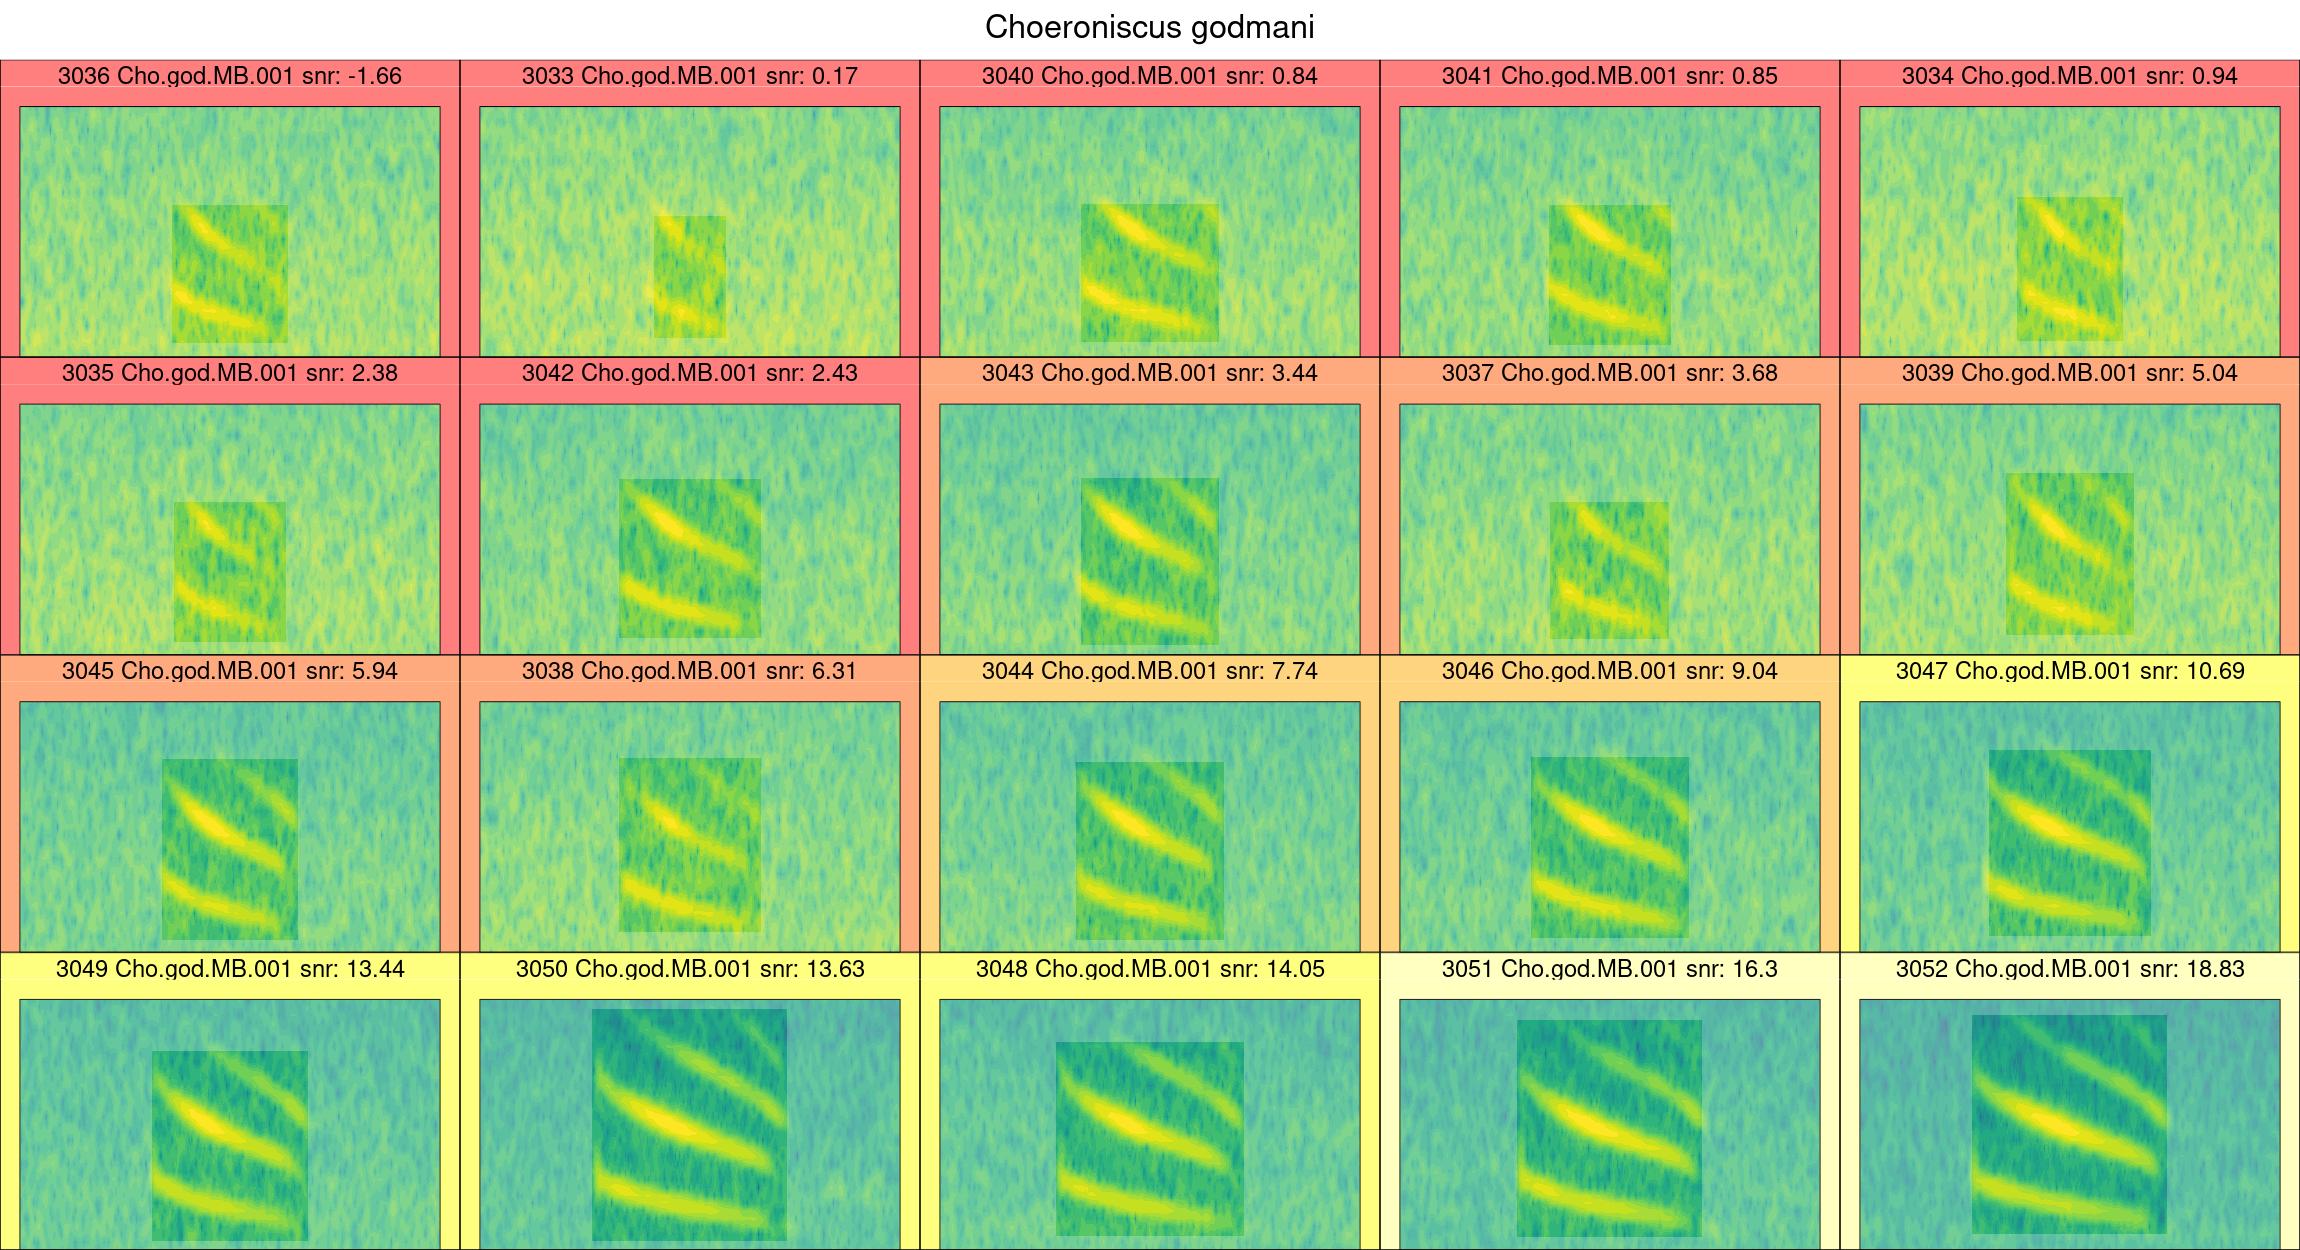 Choeroniscus godmani
3036 Cho.god.MB.001 snr: -1.66
3033 Cho.god.MB.001 snr: 0.17
3040 Cho.god.MB.001 snr: 0.84
3041 Cho.god.MB.001 snr: 0.85
3034 Cho.god.MB.001 snr: 0.94
3035 Cho.god.MB.001 snr: 2.38
3042 Cho.god.MB.001 snr: 2.43
3043 Cho.god.MB.001 snr: 3.44
3037 Cho.god.MB.001 snr: 3.68
3039 Cho.god.MB.001 snr: 5.04
3045 Cho.god.MB.001 snr: 5.94
3038 Cho.god.MB.001 snr: 6.31
3044 Cho.god.MB.001 snr: 7.74
3046 Cho.god.MB.001 snr: 9.04
3047 Cho.god.MB.001 snr: 10.69
3049 Cho.god.MB.001 snr: 13.44
3050 Cho.god.MB.001 snr: 13.63
3048 Cho.god.MB.001 snr: 14.05
3051 Cho.god.MB.001 snr: 16.3
3052 Cho.god.MB.001 snr: 18.83